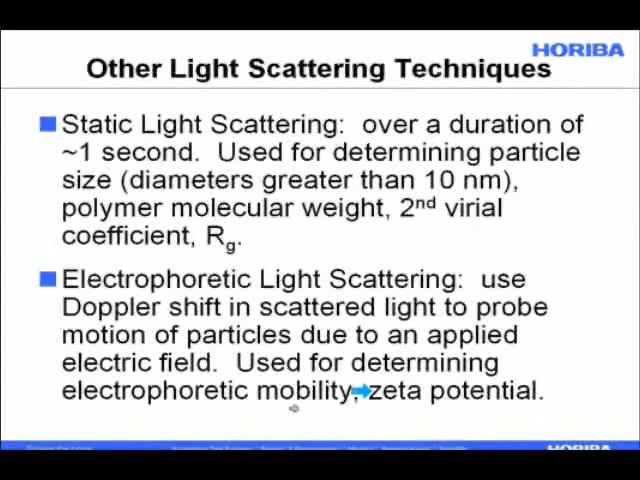 HORIBA
Other Light Scattering Techniques
Static Light Scattering: over a duration of
~1 second. Used for determining particle
size (diameters greater than 10 nm),
polymer molecular weight, 2nd virial
coefficient, Rg.
Electrophoretic Light Scattering: use
Doppler shift in scattered light to probe
motion of particles due to an applied
electric field. Used for determining
electrophoretic mobility, zeta potential.
HORIBA